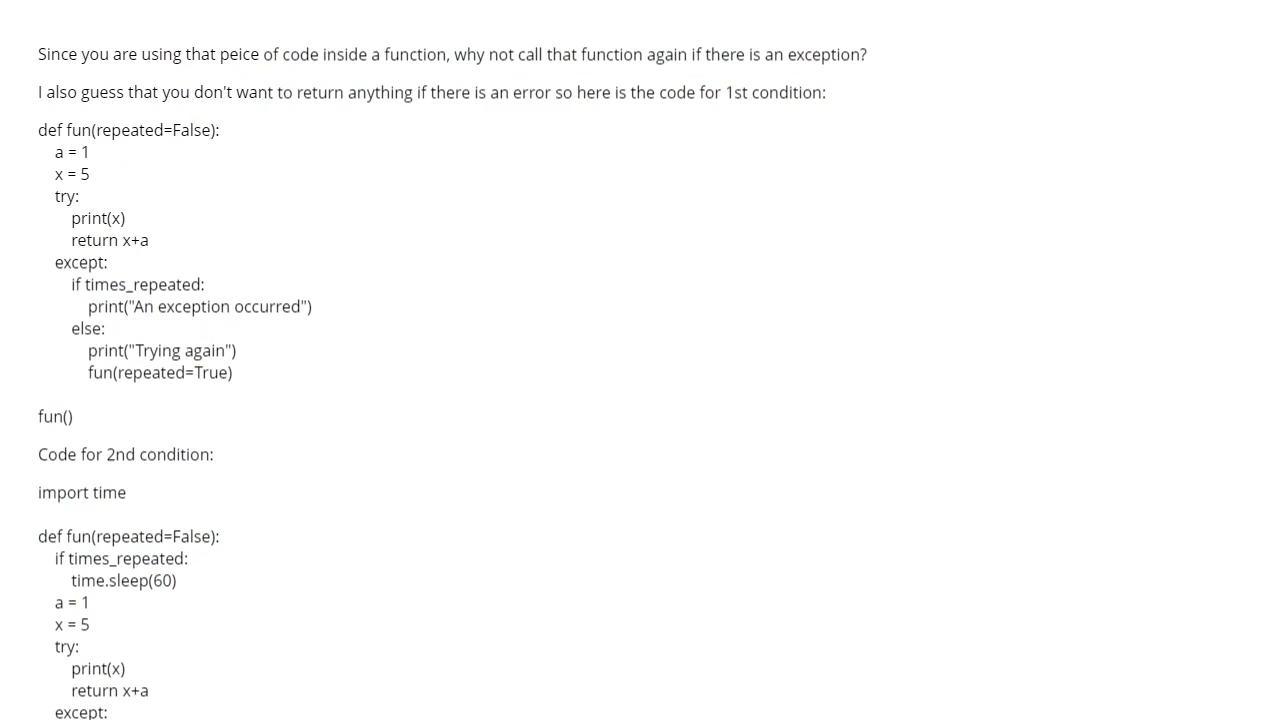 Since you are using that peice of code inside a function, why not call that function again if there is an exception?
I also guess that you don't want to return anything if there is an error so here is the code for 1st condition:
def fun(repeated=False):
    a = 1
    x = 5
    try:
        print(x)
        return x+a
    except:
        if times_repeated:
            print("An exception occurred")
        else:
            print("Trying again")
            fun(repeated=True)
fun()
Code for 2nd condition:
import time
def fun(repeated=False):
    if times_repeated:
        time.sleep(60)
    a = 1
    x = 5
    try:
        print(x)
        return x+a
    except: